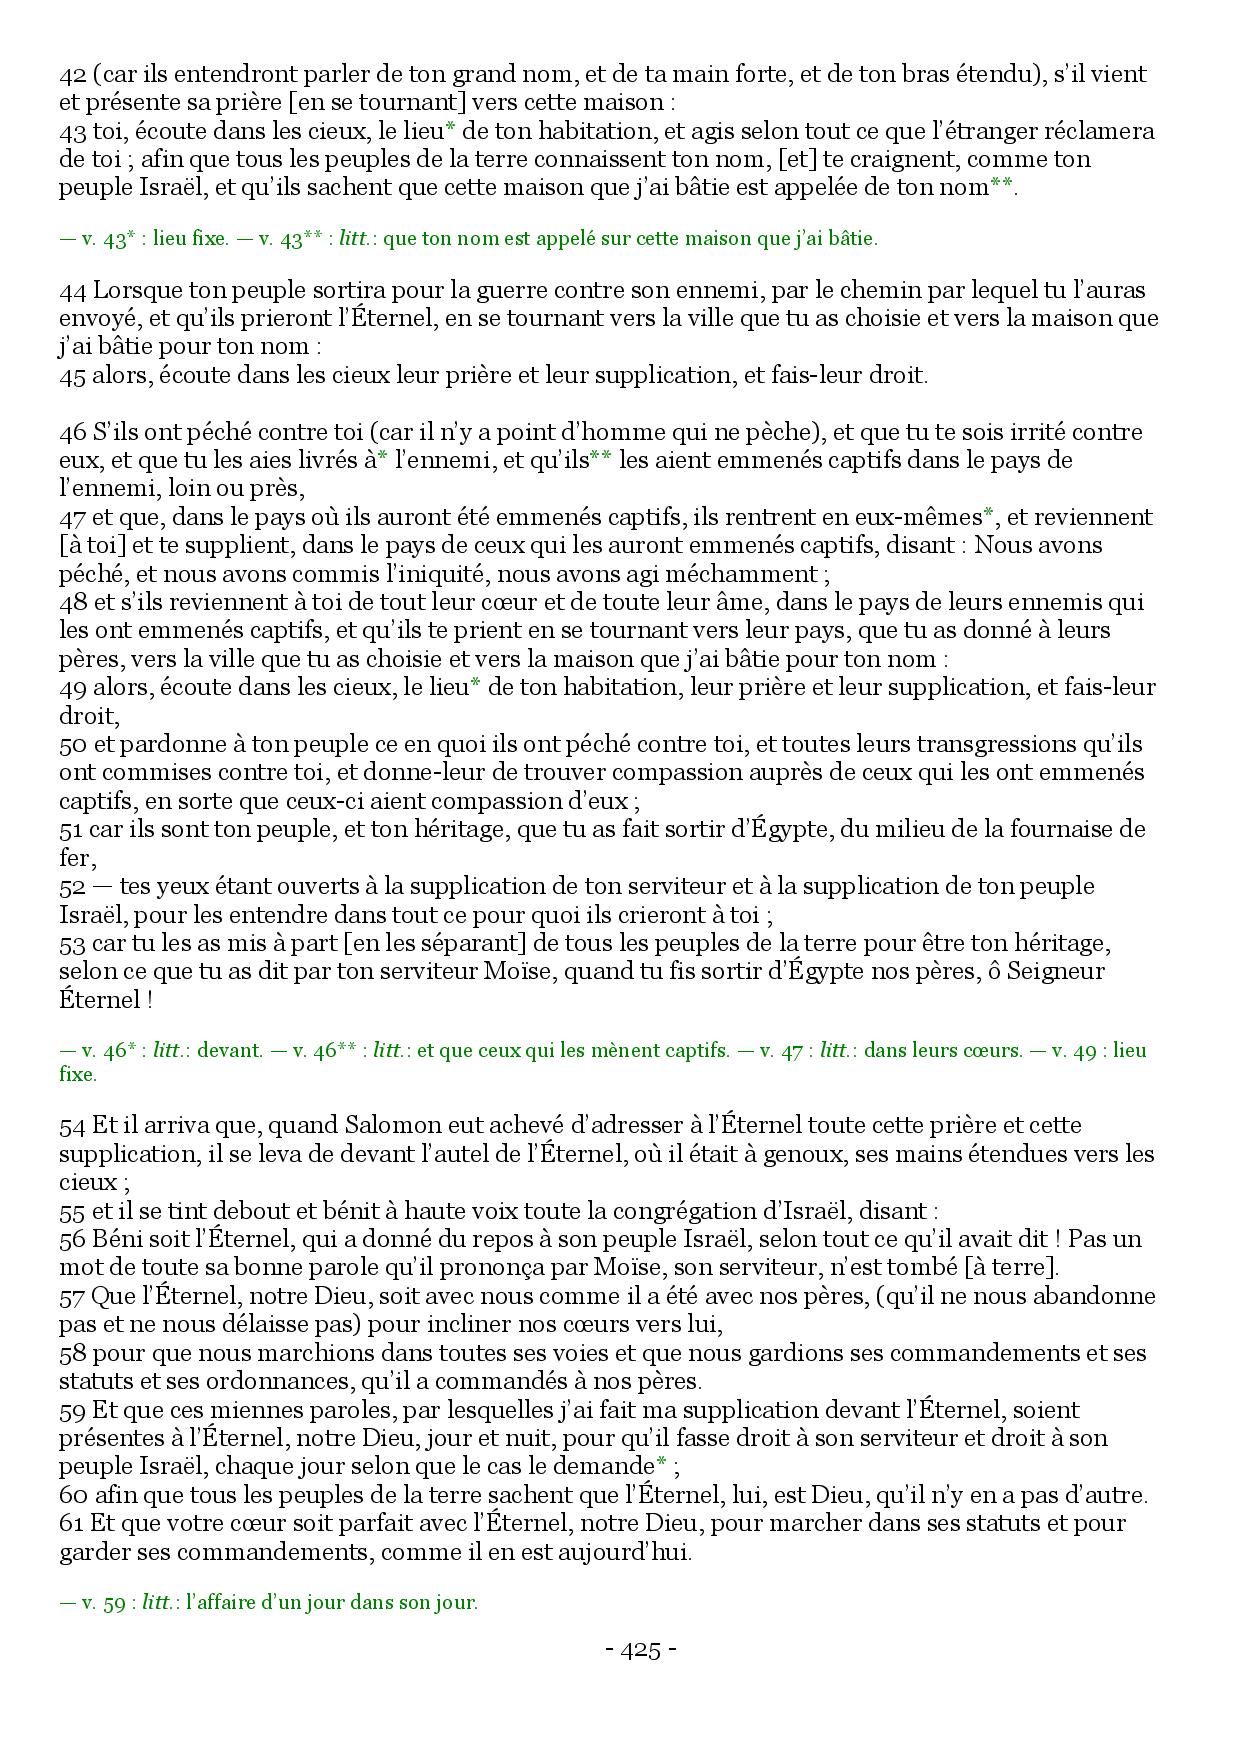 42 (car ils entendront parler de ton grand nom, et de ta main forte, et de ton bras étendu), s’il vient
et présente sa prière [en se tournant] vers cette maison :
43 toi, écoute dans les cieux, le lieu* de ton habitation, et agis selon tout ce que l’étranger réclamera
de toi ; afin que tous les peuples de la terre connaissent ton nom, [et] te craignent, comme ton
peuple Israël, et qu’ils sachent que cette maison que j’ai bâtie est appelée de ton nom**.
— v. 43* : lieu fixe. — v. 43** : litt.: que ton nom est appelé sur cette maison que j’ai bâtie.
44 Lorsque ton peuple sortira pour la guerre contre son ennemi, par le chemin par lequel tu l’auras
envoyé, et qu’ils prieront l’Éternel, en se tournant vers la ville que tu as choisie et vers la maison que
j’ai bâtie pour ton nom :
45 alors, écoute dans les cieux leur prière et leur supplication, et fais-leur droit.
46 S’ils ont péché contre toi (car il n’y a point d’homme qui ne pèche), et que tu te sois irrité contre
eux, et que tu les aies livrés à* l’ennemi, et qu’ils** les aient emmenés captifs dans le pays de
l’ennemi, loin ou près,
47 et que, dans le pays où ils auront été emmenés captifs, ils rentrent en eux-mêmes*, et reviennent
[à toi] et te supplient, dans le pays de ceux qui les auront emmenés captifs, disant : Nous avons
péché, et nous avons commis l’iniquité, nous avons agi méchamment ;
48 et s’ils reviennent à toi de tout leur cœur et de toute leur âme, dans le pays de leurs ennemis qui
les ont emmenés captifs, et qu’ils te prient en se tournant vers leur pays, que tu as donné à leurs
pères, vers la ville que tu as choisie et vers la maison que j’ai bâtie pour ton nom :
49 alors, écoute dans les cieux, le lieu* de ton habitation, leur prière et leur supplication, et fais-leur
droit,
50 et pardonne à ton peuple ce en quoi ils ont péché contre toi, et toutes leurs transgressions qu’ils
ont commises contre toi, et donne-leur de trouver compassion auprès de ceux qui les ont emmenés
captifs, en sorte que ceux-ci aient compassion d’eux ;
51 car ils sont ton peuple, et ton héritage, que tu as fait sortir d’Égypte, du milieu de la fournaise de
fer,
52 — tes yeux étant ouverts à la supplication de ton serviteur et à la supplication de ton peuple
Israël, pour les entendre dans tout ce pour quoi ils crieront à toi ;
53 car tu les as mis à part [en les séparant] de tous les peuples de la terre pour être ton héritage,
selon ce que tu as dit par ton serviteur Moïse, quand tu fis sortir d’Égypte nos pères, ô Seigneur
Éternel !
— v. 46* : litt.: devant. — v. 46** : litt.: et que ceux qui les mènent captifs. — v. 47 : litt.: dans leurs cœurs. — v. 49 : lieu
fixe.
54 Et il arriva que, quand Salomon eut achevé d’adresser à l’Éternel toute cette prière et cette
supplication, il se leva de devant l’autel de l’Éternel, où il était à genoux, ses mains étendues vers les
cieux ;
55 et il se tint debout et bénit à haute voix toute la congrégation d’Israël, disant :
56 Béni soit l’Éternel, qui a donné du repos à son peuple Israël, selon tout ce qu’il avait dit ! Pas un
mot de toute sa bonne parole qu’il prononça par Moïse, son serviteur, n’est tombé [à terre].
57 Que l’Éternel, notre Dieu, soit avec nous comme il a été avec nos pères, (qu’il ne nous abandonne
pas et ne nous délaisse pas) pour incliner nos cœurs vers lui,
58 pour que nous marchions dans toutes ses voies et que nous gardions ses commandements et ses
statuts et ses ordonnances, qu’il a commandés à nos pères.
59 Et que ces miennes paroles, par lesquelles j’ai fait ma supplication devant l’Éternel, soient
présentes à l’Éternel, notre Dieu, jour et nuit, pour qu’il fasse droit à son serviteur et droit à son
peuple Israël, chaque jour selon que le cas le demande* ;
60 afin que tous les peuples de la terre sachent que l’Éternel, lui, est Dieu, qu’il n’y en a pas d’autre.
61 Et que votre cœur soit parfait avec l’Éternel, notre Dieu, pour marcher dans ses statuts et pour
garder ses commandements, comme il en est aujourd’hui.
— v. 59 : litt.: l’affaire d’un jour dans son jour.
- 425 -